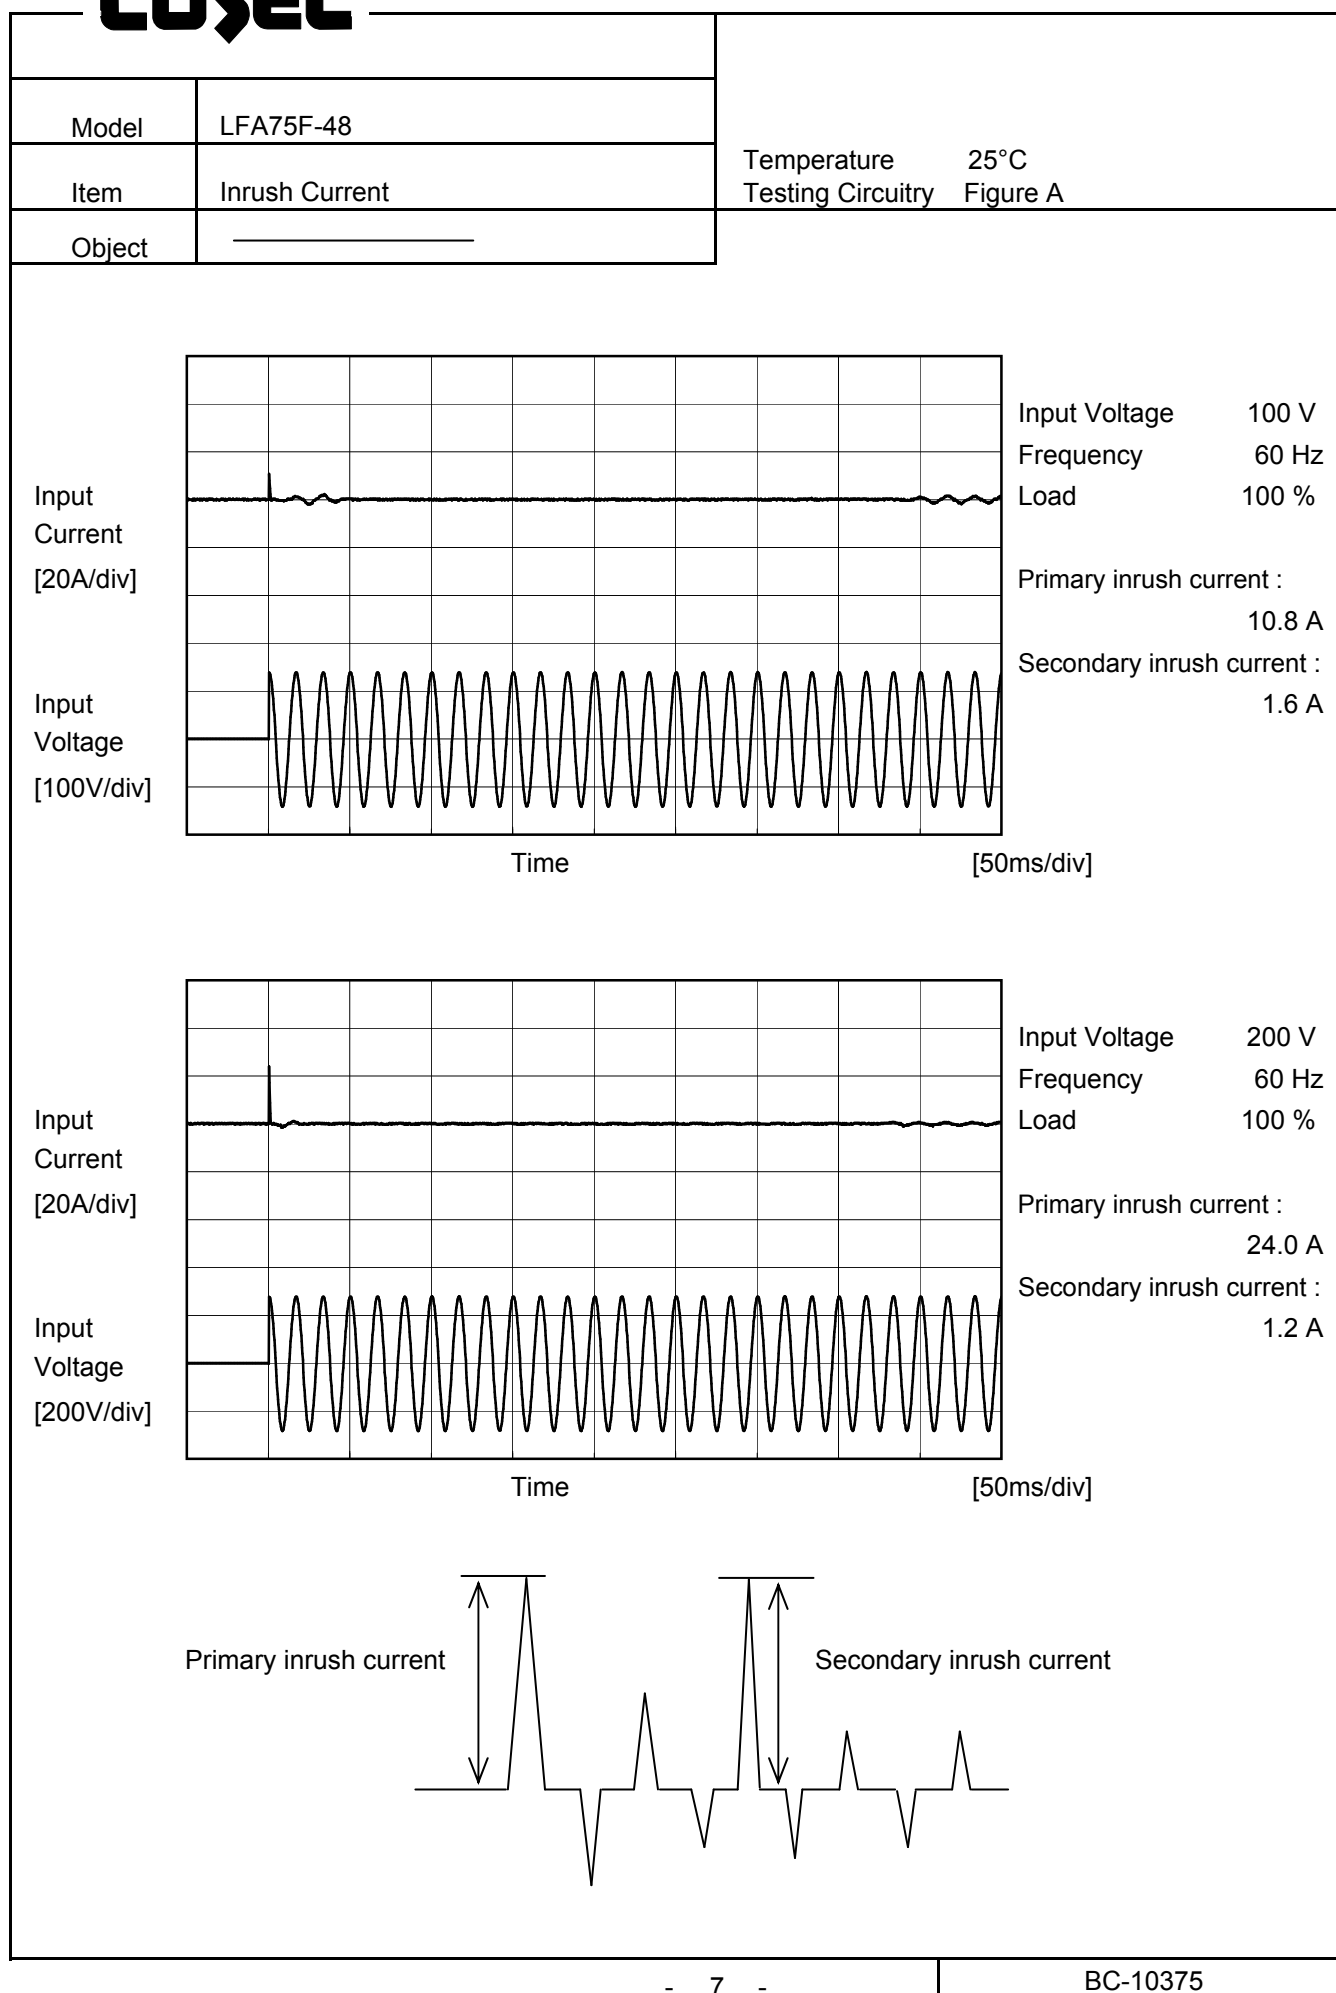 COSEL
Model LFA75F-48
Item Inrush Current
Object
Temperature 25°C
Testing Circuitry Figure A
Input
Current
[20A/div]
Input
Voltage
[100V/div]
Time [50ms/div]
Input Voltage 100 V
Frequency 60 Hz
Load 100 %
Primary inrush current :
10.8 A
Secondary inrush current :
1.6 A
Input
Current
[20A/div]
Input
Voltage
[200V/div]
Time [50ms/div]
Input Voltage 200 V
Frequency 60 Hz
Load 100 %
Primary inrush current :
24.0 A
Secondary inrush current :
1.2 A
Primary inrush current
Secondary inrush current
- 7 -
BC-10375